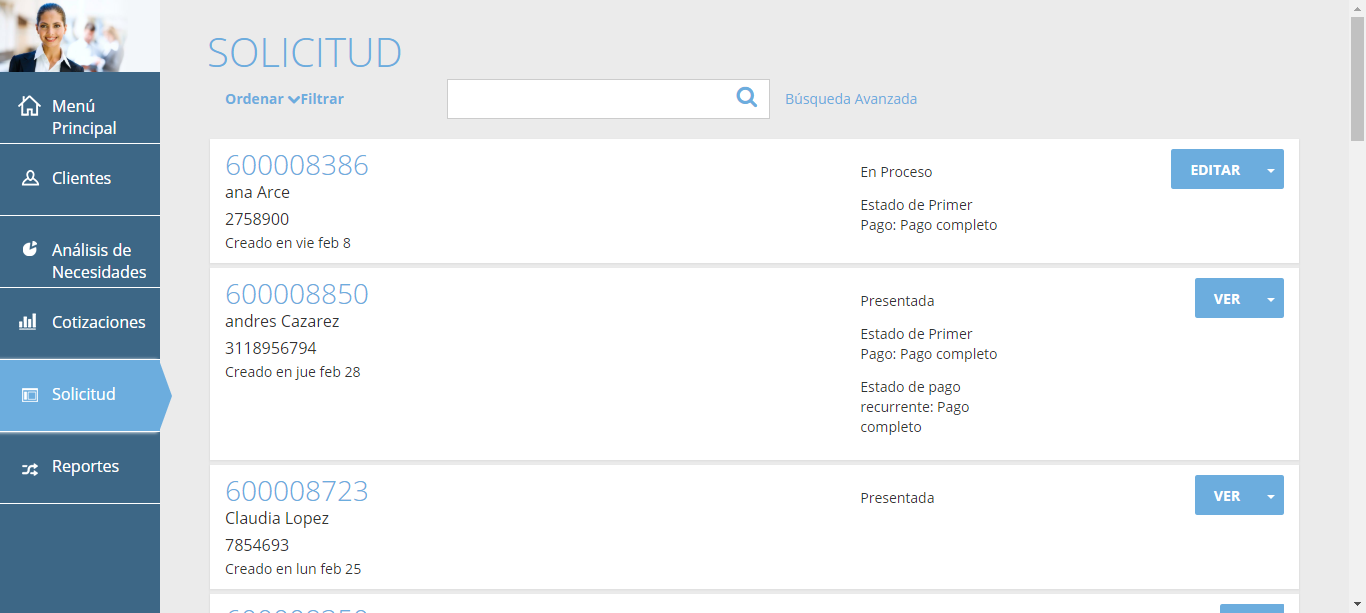 Menú
Principal
Clientes
Análisis de
Necesidades
Cotizaciones
Solicitud
Reportes
SOLICITUD
Ordenar Filtrar
Búsqueda Avanzada
600008386
ana Arce
2758900
Creado en vie feb 8
En Proceso
Estado de Primer
Pago: Pago completo
EDITAR
600008850
andres Cazarez
3118956794
Creado en jue feb 28
Presentada
Estado de Primer
Pago: Pago completo
Estado de pago
recurrente: Pago
completo
VER
600008723
Claudia Lopez
7854693
Creado en lun feb 25
Presentada
VER